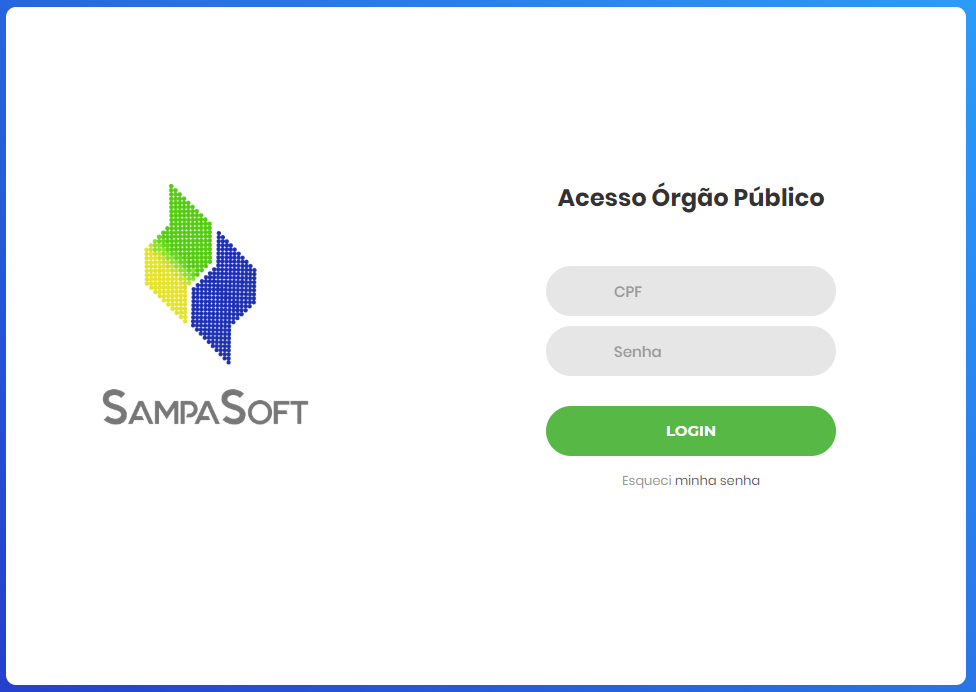 SAMPASOFT
Acesso Órgão Público
CPF
Senha
LOGIN
Esqueci minha senha